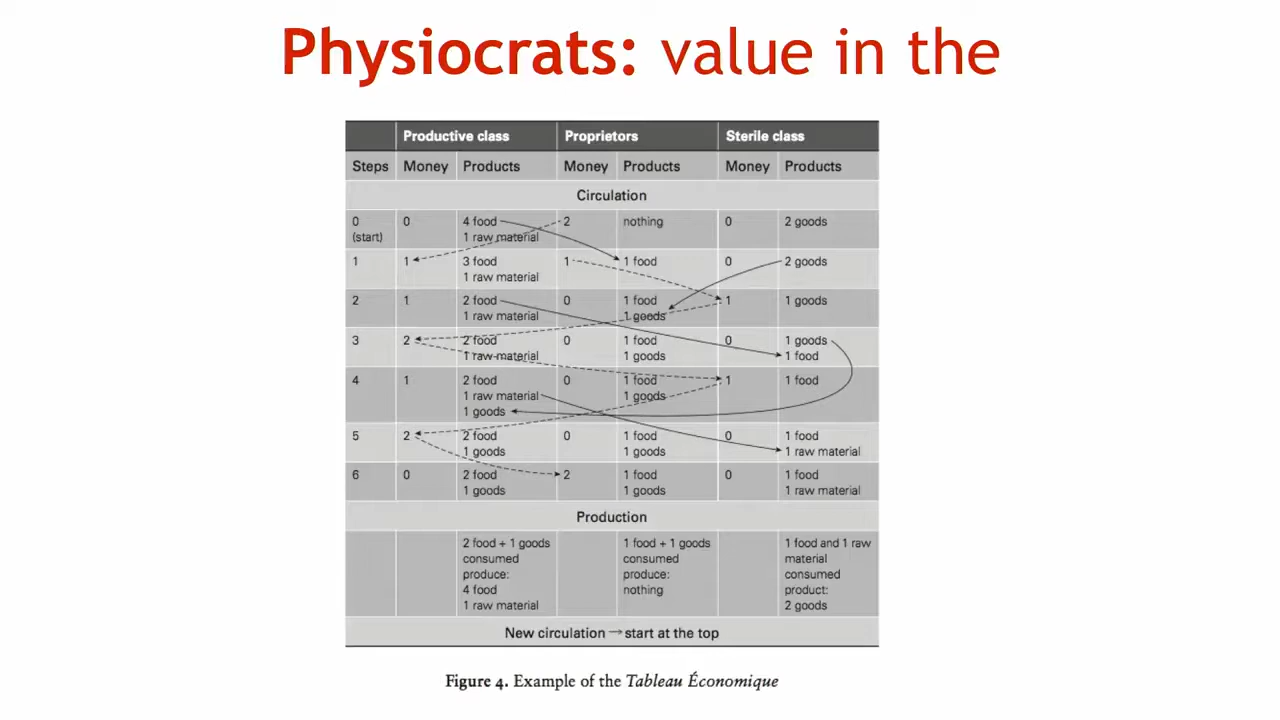 Physiocrats: value in the
Productive class Proprietors Sterile class
Steps Money Products Money Products Money Products
Circulation
0 0 4 food 2 nothing 0 2 goods
(start) 1 raw material
1 1 3 food 1 1 food 0 2 goods
1 raw material
2 1 2 food 0 1 food 1 1 goods
1 raw material 1 goods
3 2 2 food 0 1 food 0 1 goods
1 raw material 1 goods 1 food
4 1 2 food 0 1 food 1 1 food
1 raw material 1 goods
1 goods
5 2 2 food 0 1 food 0 1 food
1 goods 1 goods 1 raw material
6 0 2 food 2 1 food 0 1 food
1 goods 1 goods 1 raw material
Production
2 food + 1 goods 1 food + 1 goods 1 food and 1 raw
consumed consumed material
produce: produce: consumed
4 food nothing product:
1 raw material 2 goods
New circulation → start at the top
Figure 4. Example of the Tableau Économique